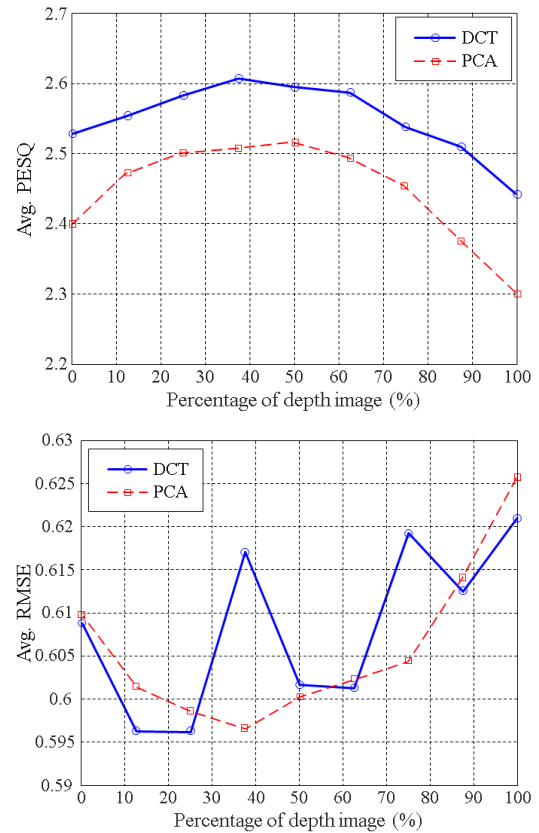 2.7
DCT
PCA
2.6
2.5
2.4
2.3
2.2
Avg. PESQ
0 10 20 30 40 50 60 70 80 90 100
Percentage of depth image (%)
0.63
DCT
PCA
0.625
0.62
0.615
0.61
0.605
0.6
0.595
0.59
Avg. RMSE
0 10 20 30 40 50 60 70 80 90 100
Percentage of depth image (%)